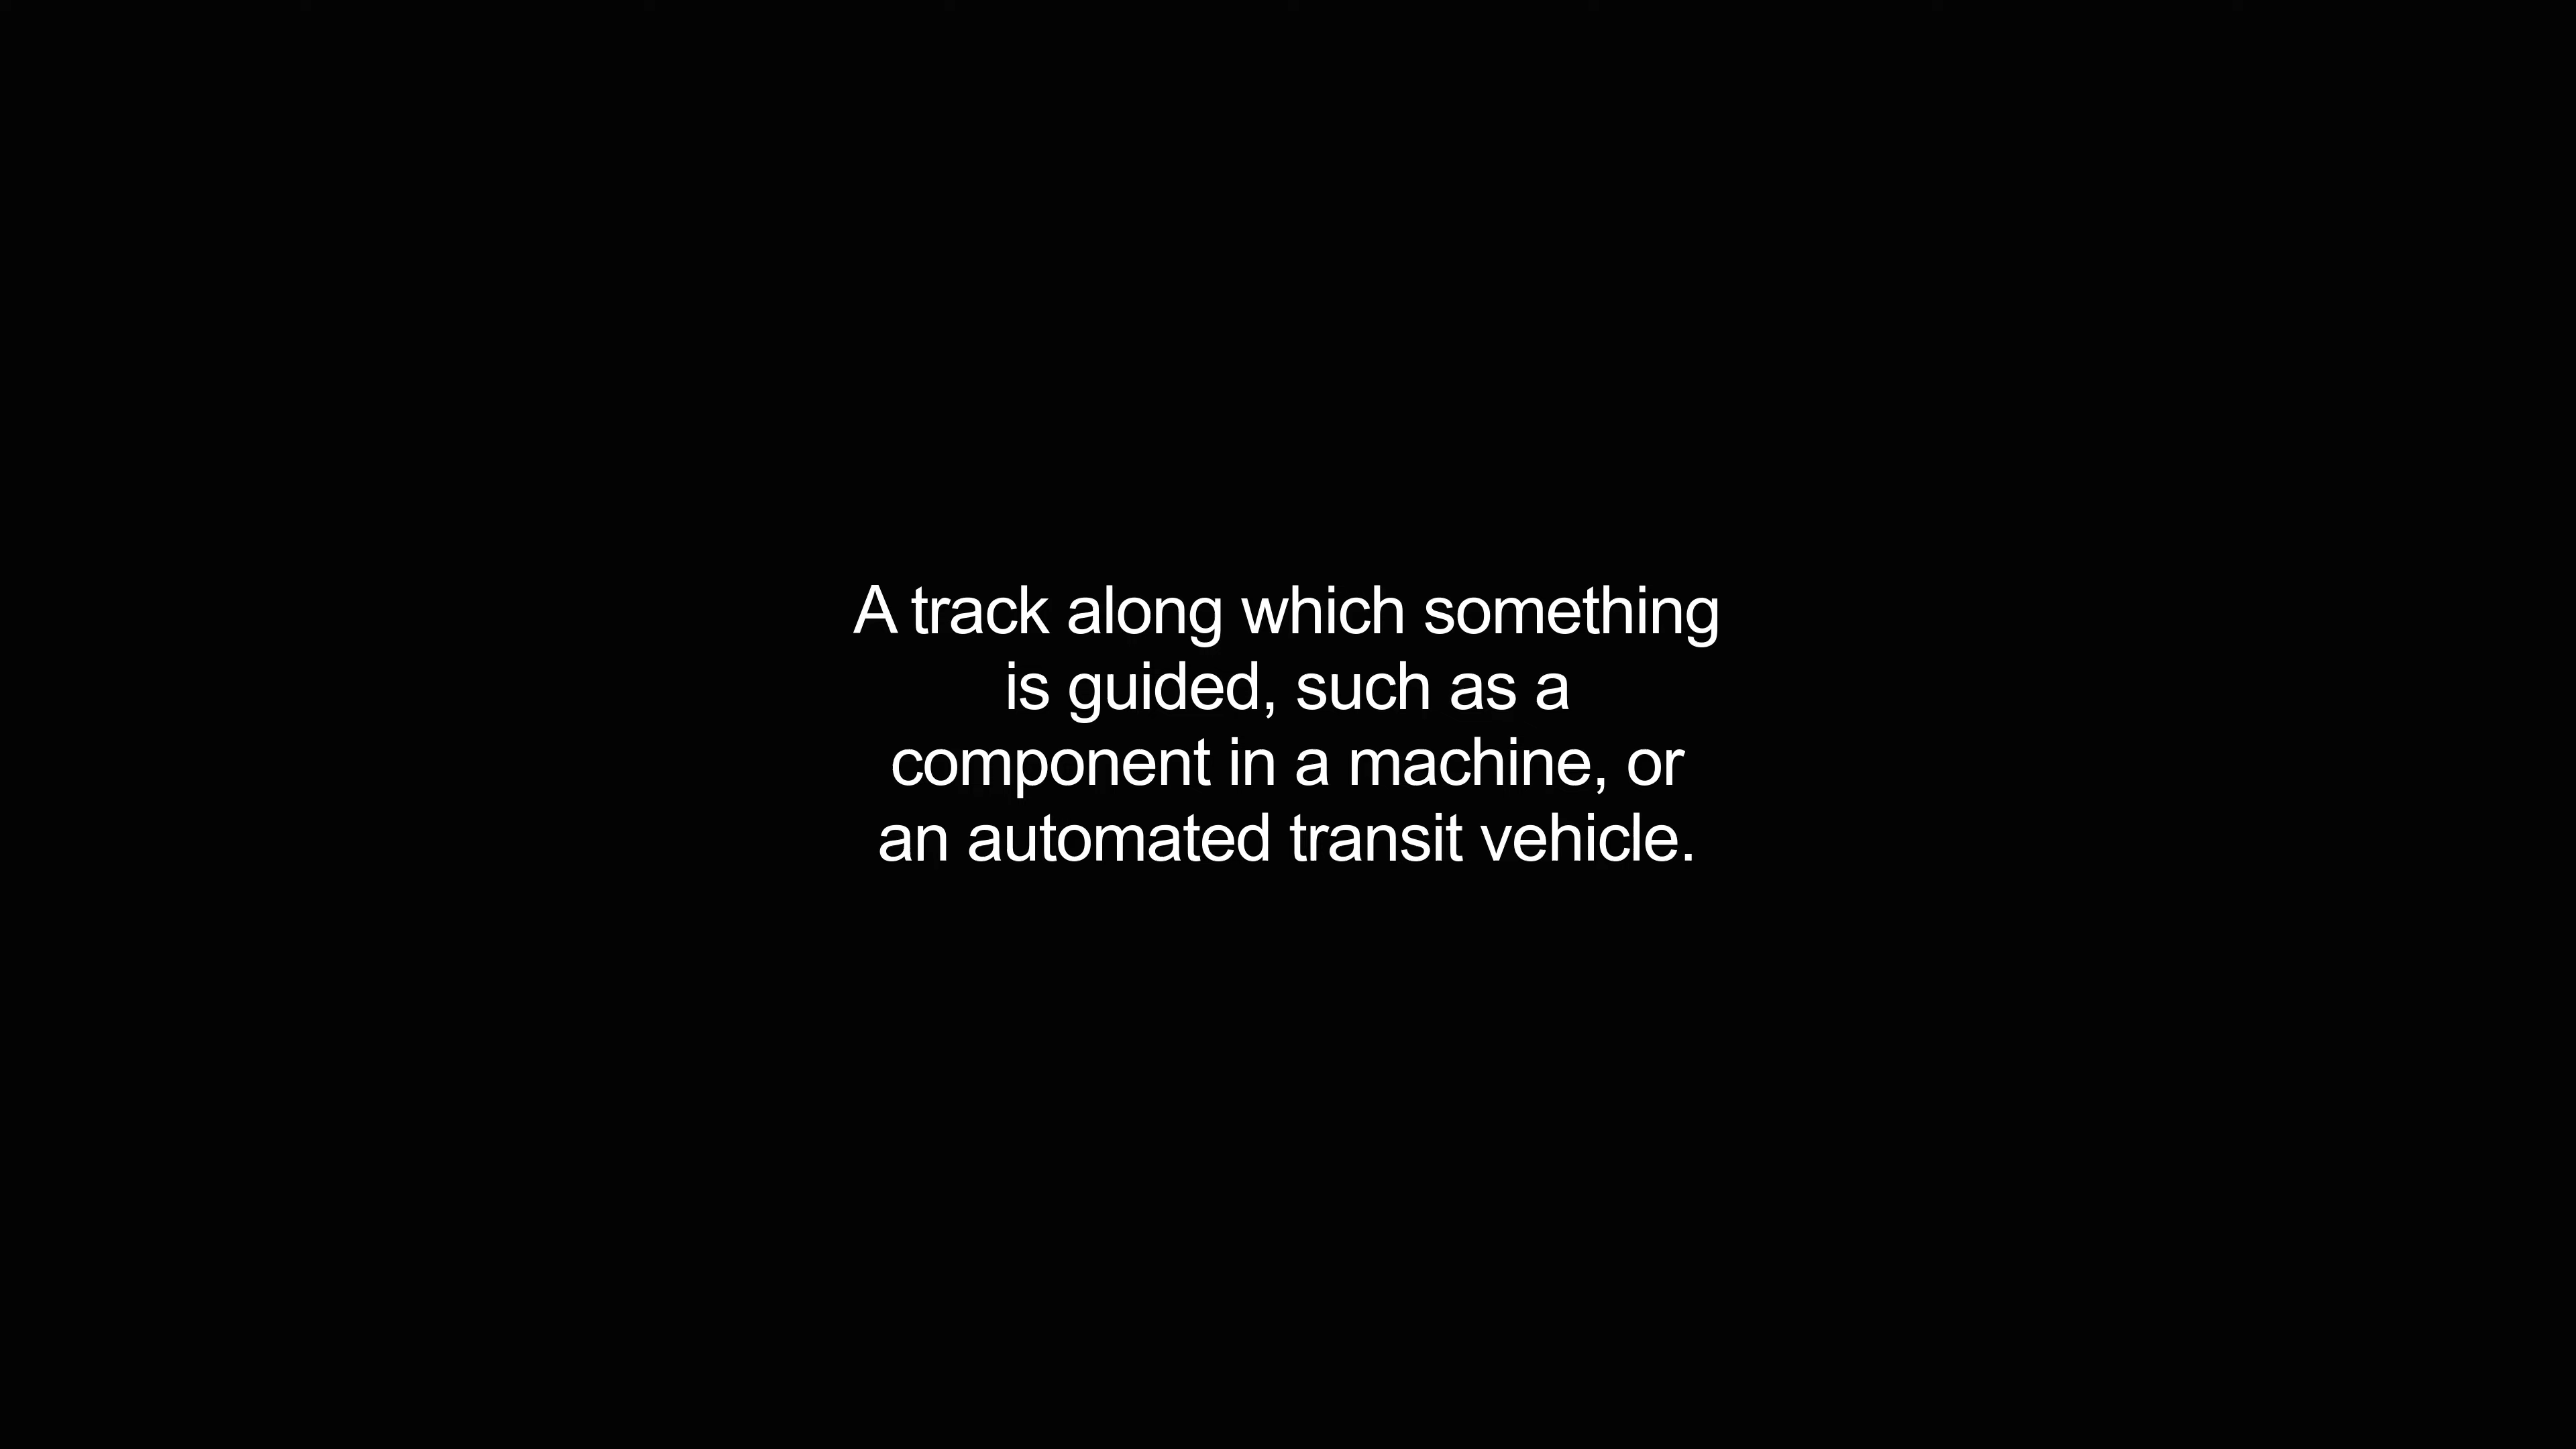 A track along which something
is guided, such as a
component in a machine, or
an automated transit vehicle.